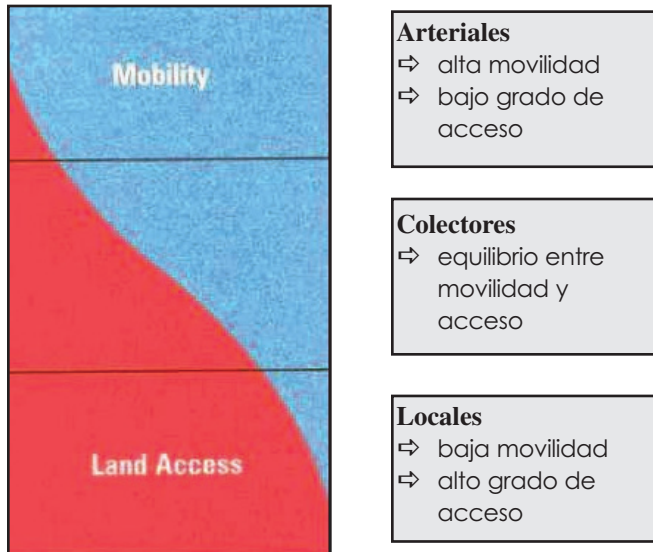 Mobility
Land Access
Arteriales
⇨ alta movilidad
⇨ bajo grado de
acceso
Colectores
⇨ equilibrio entre
movilidad y
acceso
Locales
⇨ baja movilidad
⇨ alto grado de
acceso